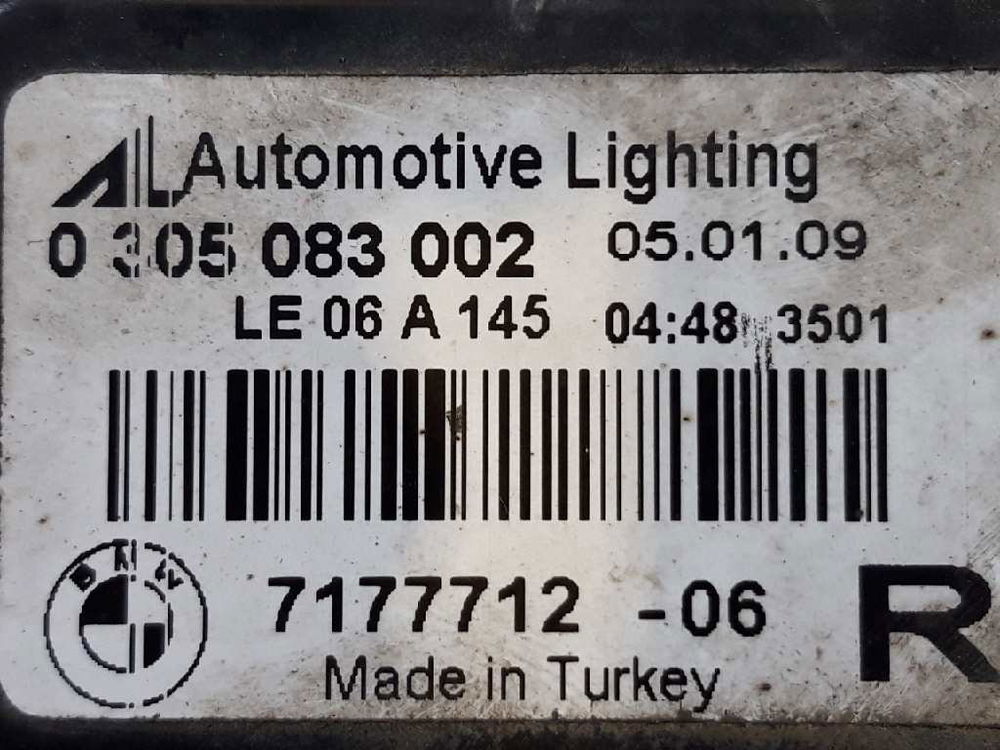 AL Automotive Lighting
0 305 083 002 05.01.09
LE 06 A 145 04:48 3501
BMW
7177712 -06 R
Made in Turkey